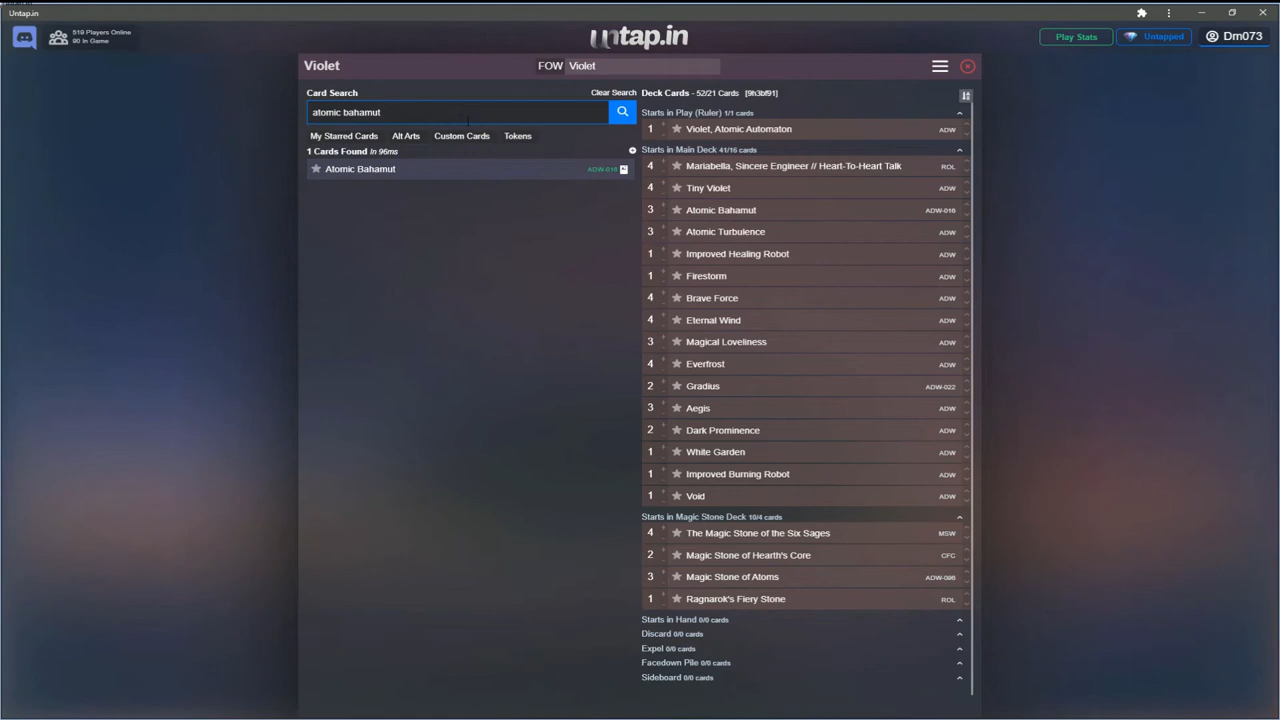 Untap.in
519 Players Online
90 In Game
untap.in
Play Stats
Untapped
Dm073
Violet
FOW Violet
Card Search
Clear Search
atomic bahamut
My Starred Cards Alt Arts Custom Cards Tokens
1 Cards Found In 96ms
Atomic Bahamut ADW-016
Deck Cards - 52/21 Cards [9h3bf91]
Starts in Play (Ruler) 1/1 cards
1 Violet, Atomic Automaton ADW
Starts in Main Deck 41/16 cards
4 Mariabella, Sincere Engineer // Heart-To-Heart Talk ROL
4 Tiny Violet ADW
3 Atomic Bahamut ADW-016
3 Atomic Turbulence ADW
1 Improved Healing Robot ADW
1 Firestorm ADW
4 Brave Force ADW
4 Eternal Wind ADW
3 Magical Loveliness ADW
4 Everfrost ADW
2 Gradius ADW-022
3 Aegis ADW
2 Dark Prominence ADW
1 White Garden ADW
1 Improved Burning Robot ADW
1 Void ADW
Starts in Magic Stone Deck 10/4 cards
4 The Magic Stone of the Six Sages MSW
2 Magic Stone of Hearth's Core CFC
3 Magic Stone of Atoms ADW-096
1 Ragnarok's Fiery Stone ROL
Starts in Hand 0/0 cards
Discard 0/0 cards
Expel 0/0 cards
Facedown Pile 0/0 cards
Sideboard 0/0 cards